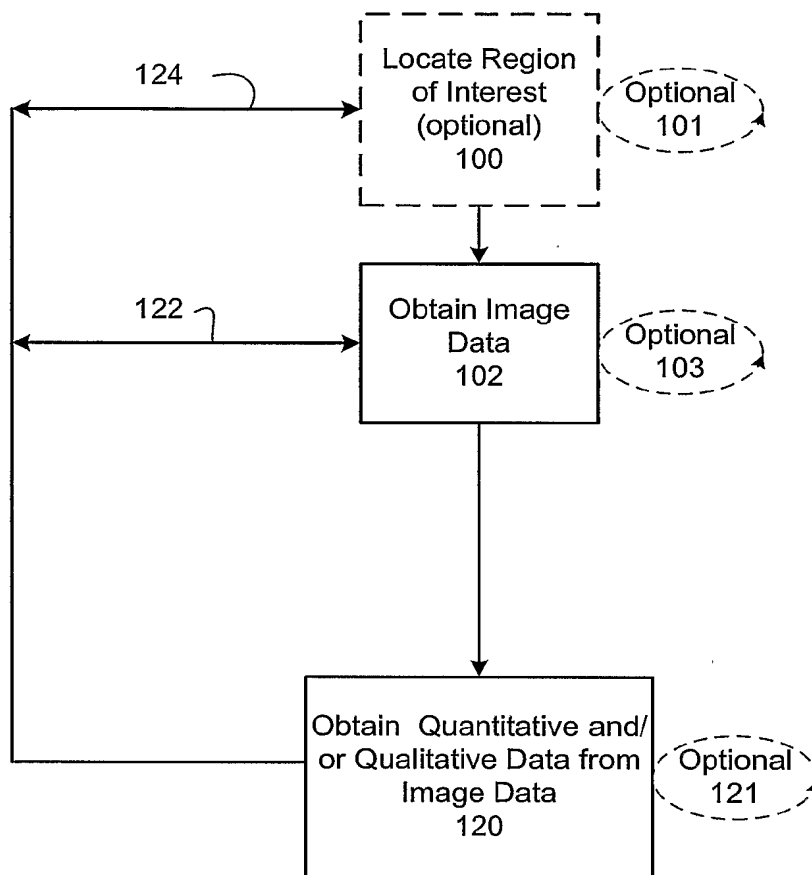 124
Locate Region
of Interest
(optional)
100
Optional
101
122
Obtain Image
Data
102
Optional
103
Obtain Quantitative and/
or Qualitative Data from
Image Data
120
Optional
121